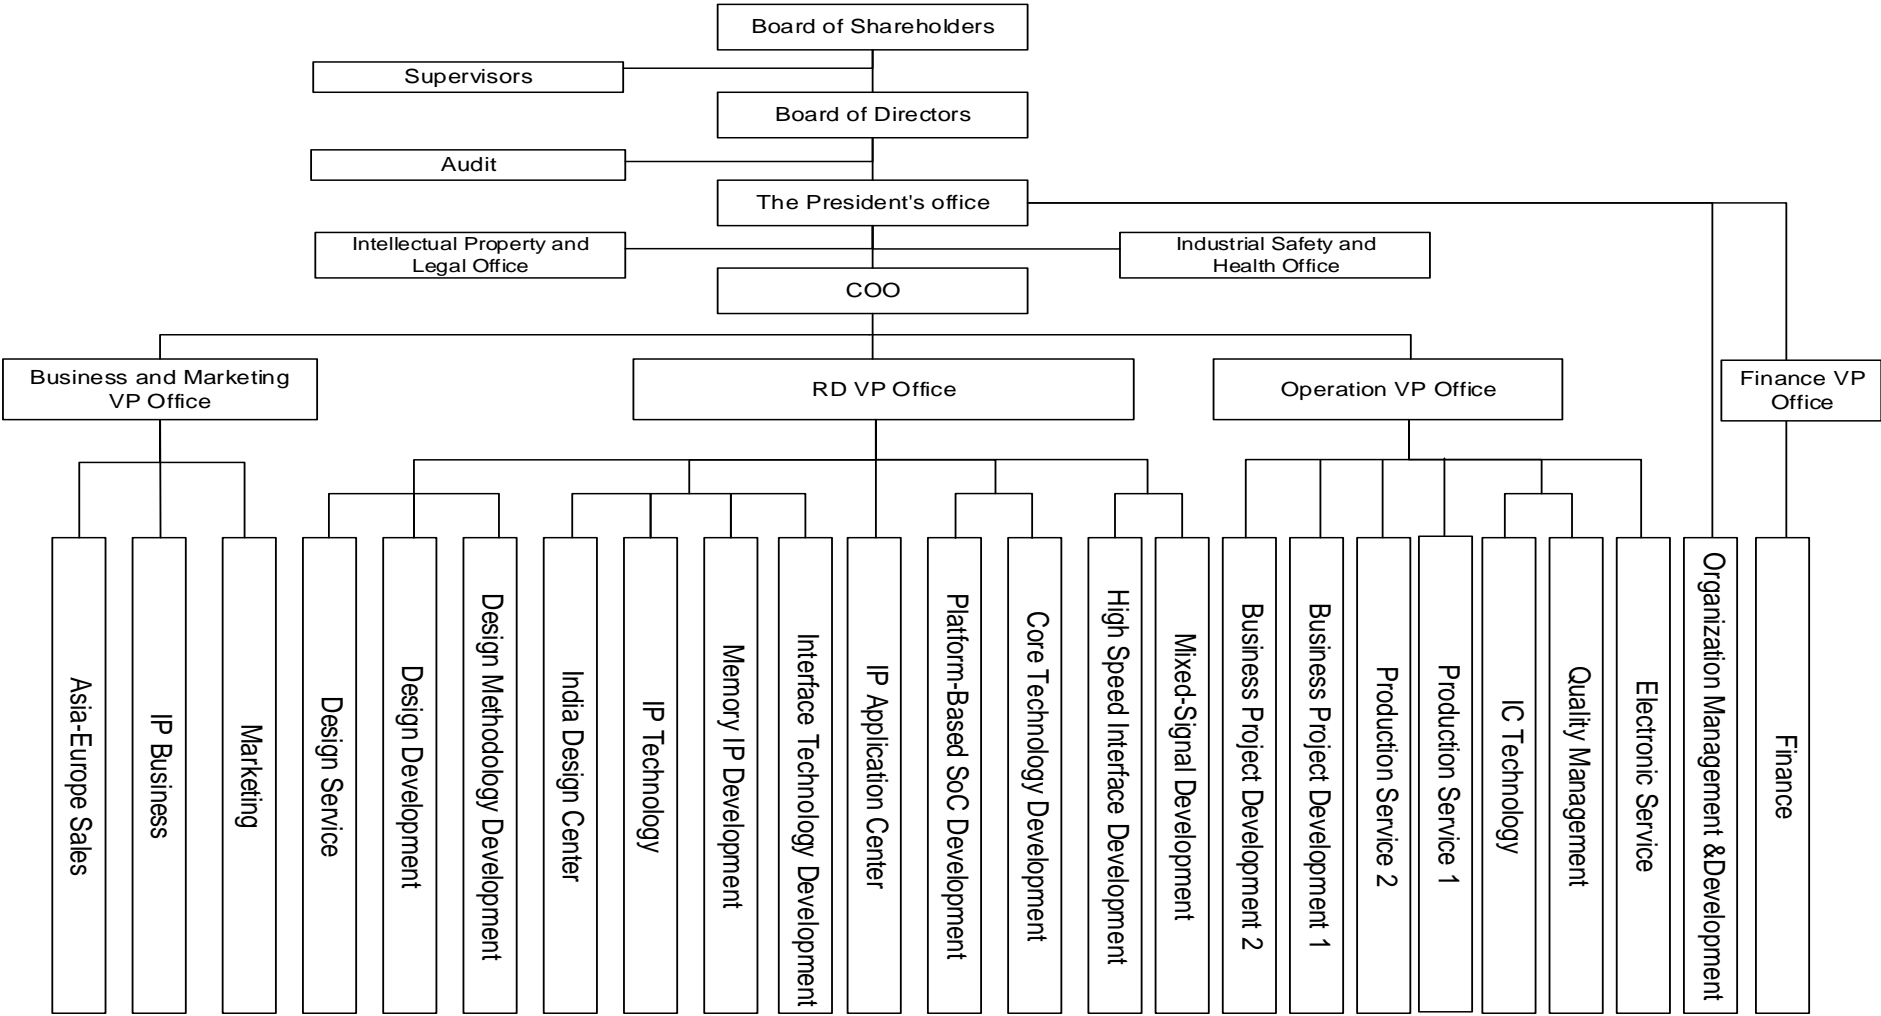 Board of Shareholders
Supervisors
Board of Directors
Audit
The President's office
Intellectual Property and
Legal Office
Industrial Safety and
Health Office
COO
Business and Marketing
VP Office
RD VP Office
Operation VP Office
Finance VP
Office
Asia-Europe Sales
IP Business
Marketing
Design Service
Design Development
Design Methodology Development
India Design Center
IP Technology
Memory IP Development
Interface Technology Development
IP Application Center
Platform-Based SoC Development
Core Technology Development
High Speed Interface Development
Mixed-Signal Development
Business Project Development 2
Business Project Development 1
Production Service 2
Production Service 1
IC Technology
Quality Management
Electronic Service
Organization Management &Development
Finance